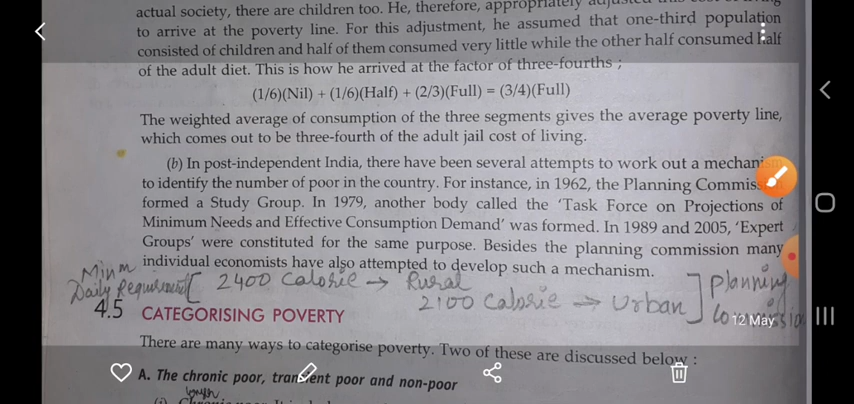 actual society, there are children too. He, therefore, appropriately adjusted this cost of living
to arrive at the poverty line. For this adjustment, he assumed that one-third population
consisted of children and half of them consumed very little while the other half consumed half
of the adult diet. This is how he arrived at the factor of three-fourths ;
(1/6)(Nil) + (1/6)(Half) + (2/3)(Full) = (3/4)(Full)
The weighted average of consumption of the three segments gives the average poverty line,
which comes out to be three-fourth of the adult jail cost of living.
(b) In post-independent India, there have been several attempts to work out a mechanism
to identify the number of poor in the country. For instance, in 1962, the Planning Commission
formed a Study Group. In 1979, another body called the 'Task Force on Projections of
Minimum Needs and Effective Consumption Demand' was formed. In 1989 and 2005, 'Expert
Groups' were constituted for the same purpose. Besides the planning commission many
individual economists have also attempted to develop such a mechanism.
Minm
Daily Requirement [ 2400 Calorie → Rural
2100 Calorie → Urban ] Planning
Commission
12 May
4.5 CATEGORISING POVERTY
There are many ways to categorise poverty. Two of these are discussed below :
A. The chronic poor, transient poor and non-poor